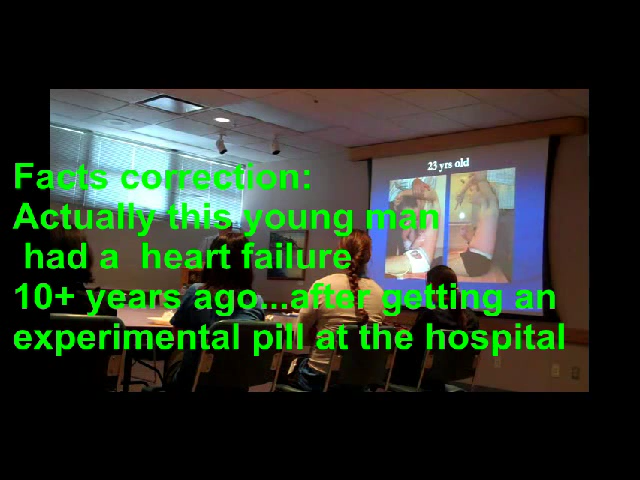 23 yrs old
Facts correction:
Actually this young man
had a heart failure
10+ years ago...after getting an
experimental pill at the hospital